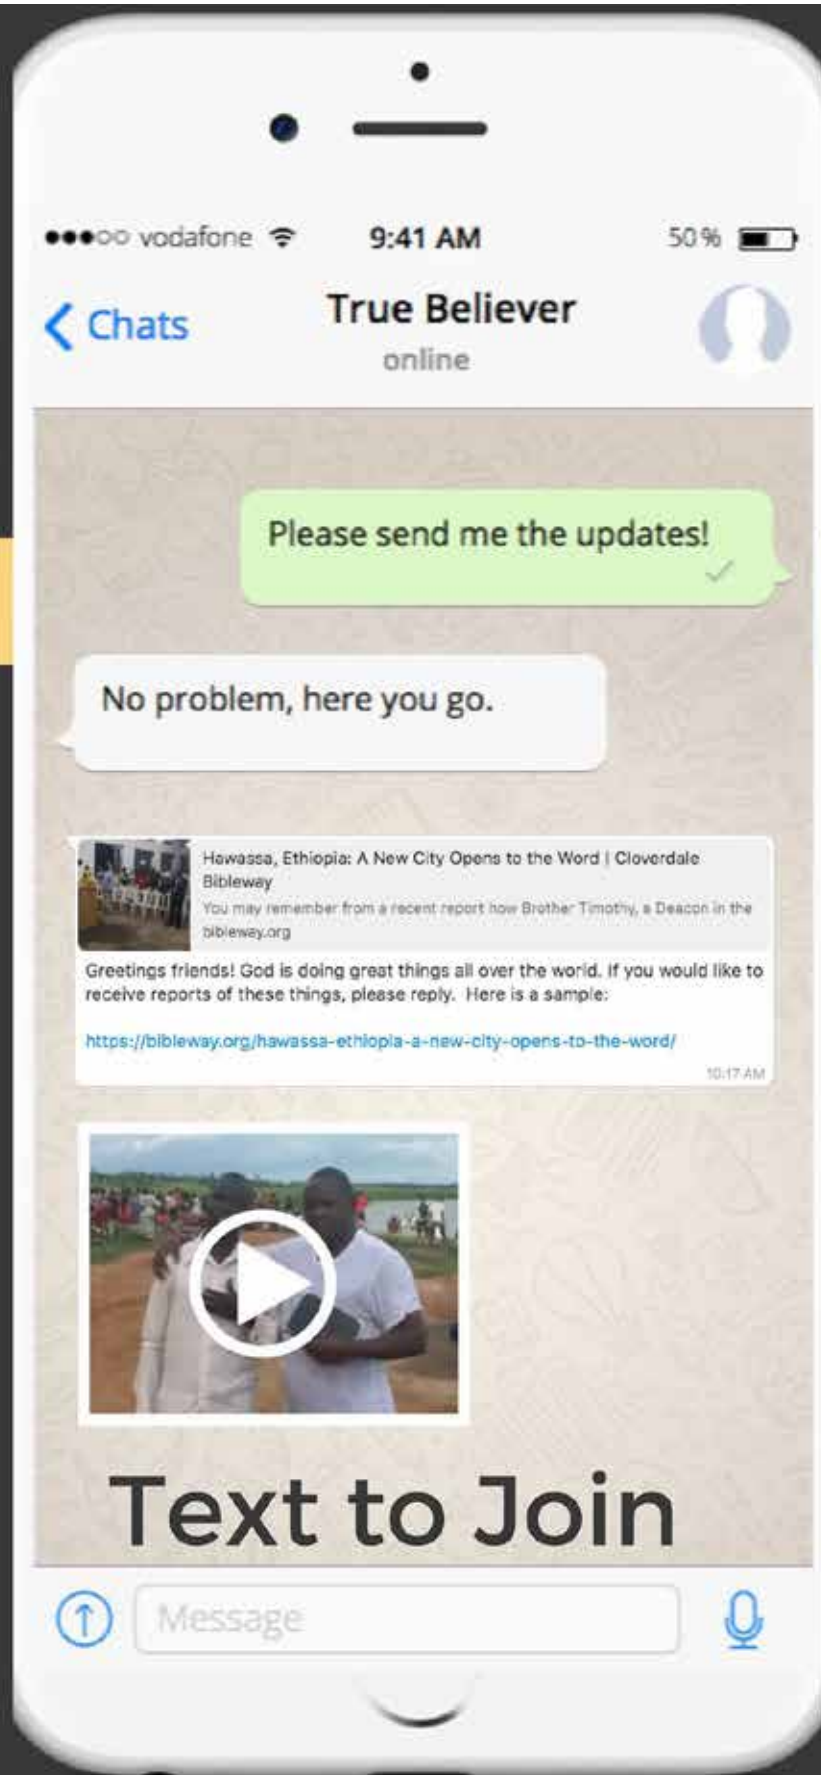 vodafone 9:41 AM 50%
Chats
True Believer
online
Please send me the updates!
No problem, here you go.
Hawassa, Ethiopia: A New City Opens to the Word | Cloverdale
Bibleway
You may remember from a recent report how Brother Timothy, a Deacon in the
bibleway.org
Greetings friends! God is doing great things all over the world. If you would like to
receive reports of these things, please reply. Here is a sample:
https://bibleway.org/hawassa-ethiopia-a-new-city-opens-to-the-word/
10:17 AM
Text to Join
Message